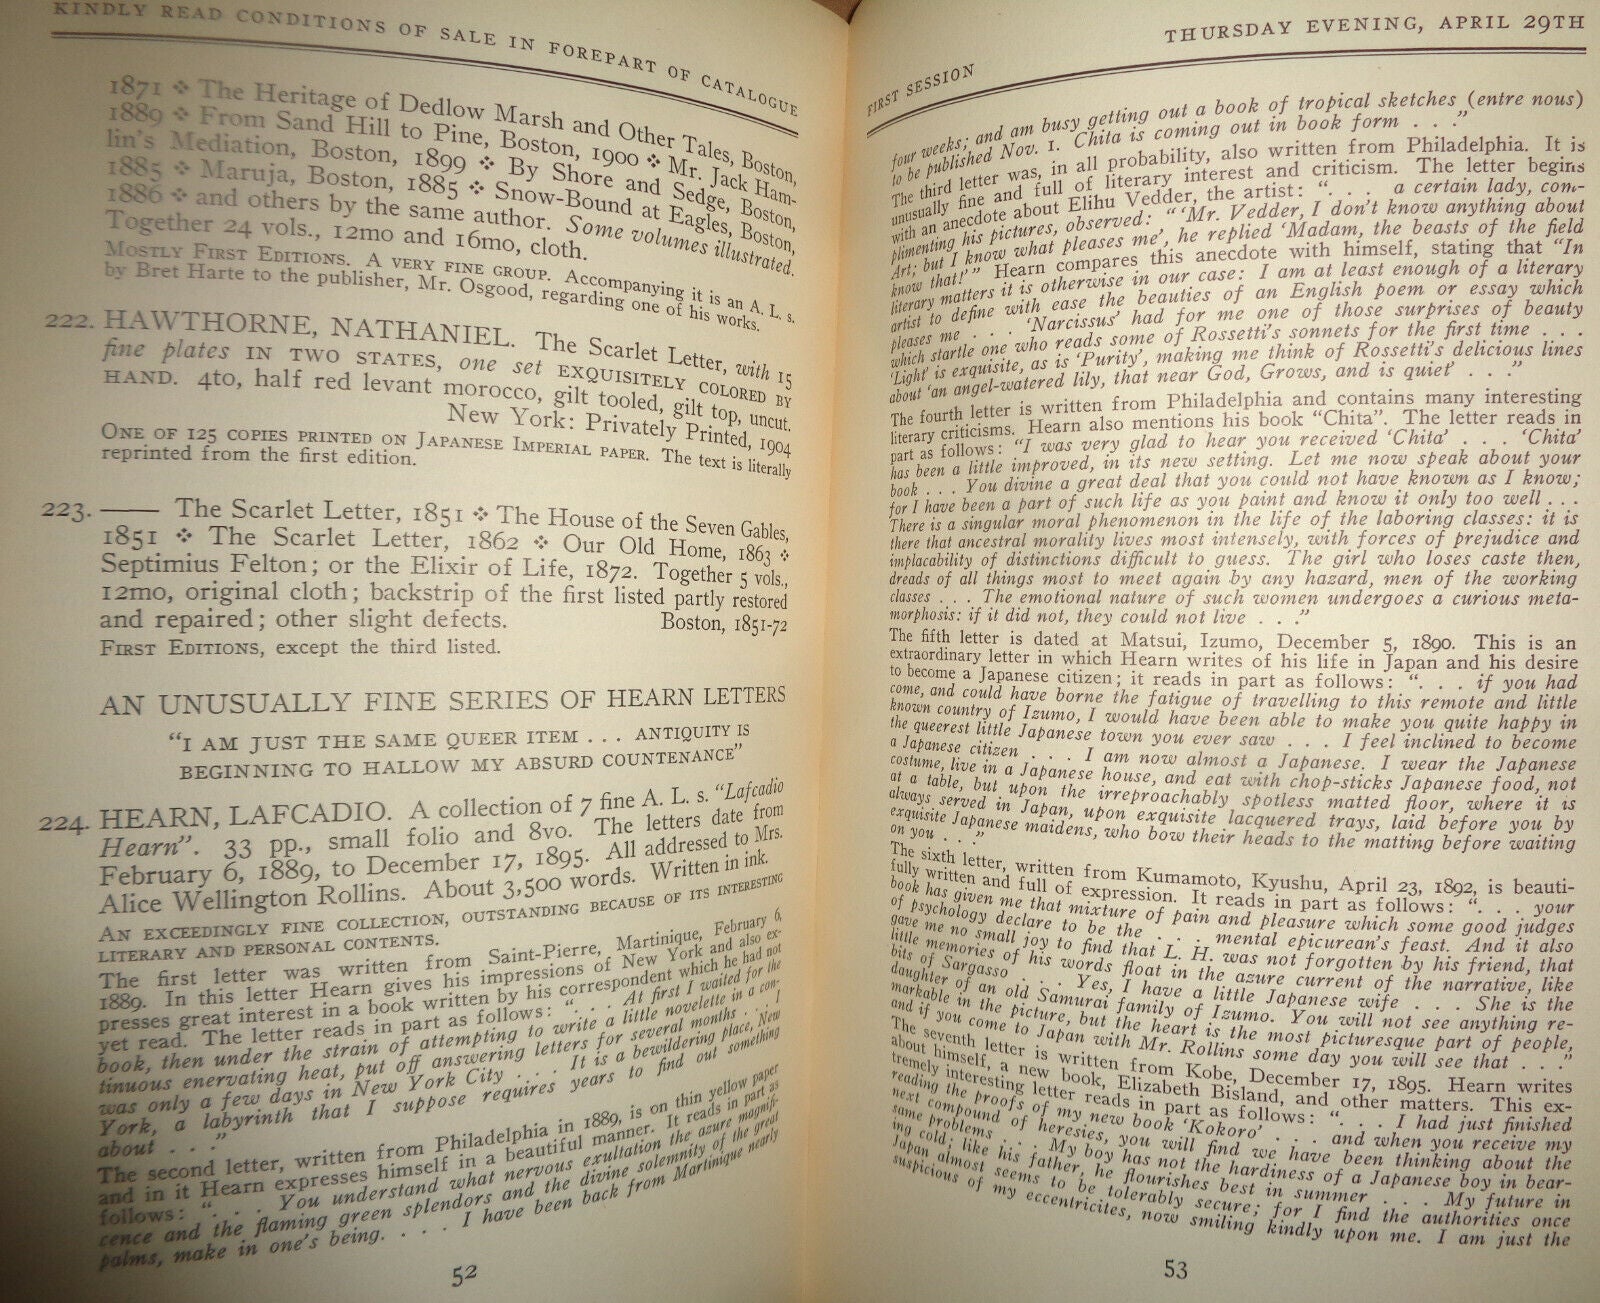 KINDLY READ CONDITIONS OF SALE IN FOREPART OF CATALOGUE
1871 ❖ The Heritage of Dedlow Marsh and Other Tales, Boston,
1889 ❖ From Sand Hill to Pine, Boston, 1900 ❖ Mr. Jack Ham-
lin's Mediation, Boston, 1899 ❖ By Shore and Sedge, Boston,
1885 ❖ Maruja, Boston, 1885 ❖ Snow-Bound at Eagles, Boston,
1886 ❖ and others by the same author. Some volumes illustrated.
Together 24 vols., 12mo and 16mo, cloth.
MOSTLY FIRST EDITIONS. A VERY FINE GROUP. Accompanying it is an A. L. s.
by Bret Harte to the publisher, Mr. Osgood, regarding one of his works.
222. HAWTHORNE, NATHANIEL. The Scarlet Letter, with 15
fine plates IN TWO STATES, one set EXQUISITELY COLORED BY
HAND. 4to, half red levant morocco, gilt tooled, gilt top, uncut.
New York: Privately Printed, 1904
ONE OF 125 COPIES PRINTED ON JAPANESE IMPERIAL PAPER. The text is literally
reprinted from the first edition.
223. —— The Scarlet Letter, 1851 ❖ The House of the Seven Gables,
1851 ❖ The Scarlet Letter, 1862 ❖ Our Old Home, 1863 ❖
Septimius Felton; or the Elixir of Life, 1872. Together 5 vols.,
12mo, original cloth; backstrip of the first listed partly restored
and repaired; other slight defects. Boston, 1851-72
FIRST EDITIONS, except the third listed.
AN UNUSUALLY FINE SERIES OF HEARN LETTERS
"I AM JUST THE SAME QUEER ITEM . . . ANTIQUITY IS
BEGINNING TO HALLOW MY ABSURD COUNTENANCE"
224. HEARN, LAFCADIO. A collection of 7 fine A. L. s. "Lafcadio
Hearn". 33 pp., small folio and 8vo. The letters date from
February 6, 1889, to December 17, 1895. All addressed to Mrs.
Alice Wellington Rollins. About 3,500 words. Written in ink.
AN EXCEEDINGLY FINE COLLECTION, OUTSTANDING BECAUSE OF ITS INTERESTING
LITERARY AND PERSONAL CONTENTS.
The first letter was written from Saint-Pierre, Martinique, February 6,
1889. In this letter Hearn gives his impressions of New York and also ex-
presses great interest in a book written by his correspondent which he had not
yet read. The letter reads in part as follows: ". . . At first I waited for the
book, then under the strain of attempting to write a little novelette in a con-
tinuous enervating heat, put off answering letters for several months . . . I
was only a few days in New York City . . . It is a bewildering place, New
York, a labyrinth that I suppose requires years to find out something
about . . ."
The second letter, written from Philadelphia in 1889, is on thin yellow paper
and in it Hearn expresses himself in a beautiful manner. It reads in part as
follows: ". . . You understand what nervous exultation the azure magnifi-
cence and the flaming green splendors and the divine solemnity of the great
palms, make in one's being. . . . I have been back from Martinique nearly
52
THURSDAY EVENING, APRIL 29TH
FIRST SESSION
four weeks; and am busy getting out a book of tropical sketches (entre nous)
to be published Nov. 1. Chita is coming out in book form . . ."
The third letter was, in all probability, also written from Philadelphia. It is
unusually fine and full of literary interest and criticism. The letter begins
with an anecdote about Elihu Vedder, the artist: ". . . a certain lady, com-
plimenting his pictures, observed: "'Mr. Vedder, I don't know anything about
Art; but I know what pleases me', he replied 'Madam, the beasts of the field
know that!'" Hearn compares this anecdote with himself, stating that "In
literary matters it is otherwise in our case: I am at least enough of a literary
artist to define with ease the beauties of an English poem or essay which
pleases me . . . 'Narcissus' had for me one of those surprises of beauty
which startle one who reads some of Rossetti's sonnets for the first time . . .
'Light' is exquisite, as is 'Purity', making me think of Rossetti's delicious lines
about 'an angel-watered lily, that near God, Grows, and is quiet' . . ."
The fourth letter is written from Philadelphia and contains many interesting
literary criticisms. Hearn also mentions his book "Chita". The letter reads in
part as follows: "I was very glad to hear you received 'Chita' . . . 'Chita'
has been a little improved, in its new setting. Let me now speak about your
book . . . You divine a great deal that you could not have known as I know;
for I have been a part of such life as you paint and know it only too well . . .
There is a singular moral phenomenon in the life of the laboring classes: it is
there that ancestral morality lives most intensely, with forces of prejudice and
implacability of distinctions difficult to guess. The girl who loses caste then,
dreads of all things most to meet again by any hazard, men of the working
classes . . . The emotional nature of such women undergoes a curious meta-
morphosis: if it did not, they could not live . . ."
The fifth letter is dated at Matsui, Izumo, December 5, 1890. This is an
extraordinary letter in which Hearn writes of his life in Japan and his desire
to become a Japanese citizen; it reads in part as follows: ". . . if you had
come, and could have borne the fatigue of travelling to this remote and little
known country of Izumo, I would have been able to make you quite happy in
the queerest little Japanese town you ever saw . . . I feel inclined to become
a Japanese citizen . . . I am now almost a Japanese. I wear the Japanese
costume, live in a Japanese house, and eat with chop-sticks Japanese food, not
at a table, but upon the irreproachably spotless matted floor, where it is
always served in Japan, upon exquisite lacquered trays, laid before you by
exquisite Japanese maidens, who bow their heads to the matting before waiting
on you . . ."
The sixth letter, written from Kumamoto, Kyushu, April 23, 1892, is beauti-
fully written and full of expression. It reads in part as follows: ". . . your
book has given me that mixture of pain and pleasure which some good judges
of psychology declare to be the . . . mental epicurean's feast. And it also
gave me no small joy to find that L. H. was not forgotten by his friend, that
little memories of his words float in the azure current of the narrative, like
bits of Sargasso . . . Yes, I have a little Japanese wife . . . She is the
daughter of an old Samurai family of Izumo. You will not see anything re-
markable in the picture, but the heart is the most picturesque part of people,
and if you come to Japan with Mr. Rollins some day you will see that . . ."
The seventh letter is written from Kobe, December 17, 1895. Hearn writes
about himself, a new book, Elizabeth Bisland, and other matters. This ex-
tremely interesting letter reads in part as follows: ". . . I had just finished
reading the proofs of my new book 'Kokoro' . . . and when you receive my
next compound of heresies, you will find we have been thinking about the
same problems . . . My boy has not the hardiness of a Japanese boy in bear-
ing cold; like his father, he flourishes best in summer . . . My future in
Japan almost seems to be tolerably secure; for I find the authorities once
suspicious of my eccentricites, now smiling kindly upon me. I am just the
53